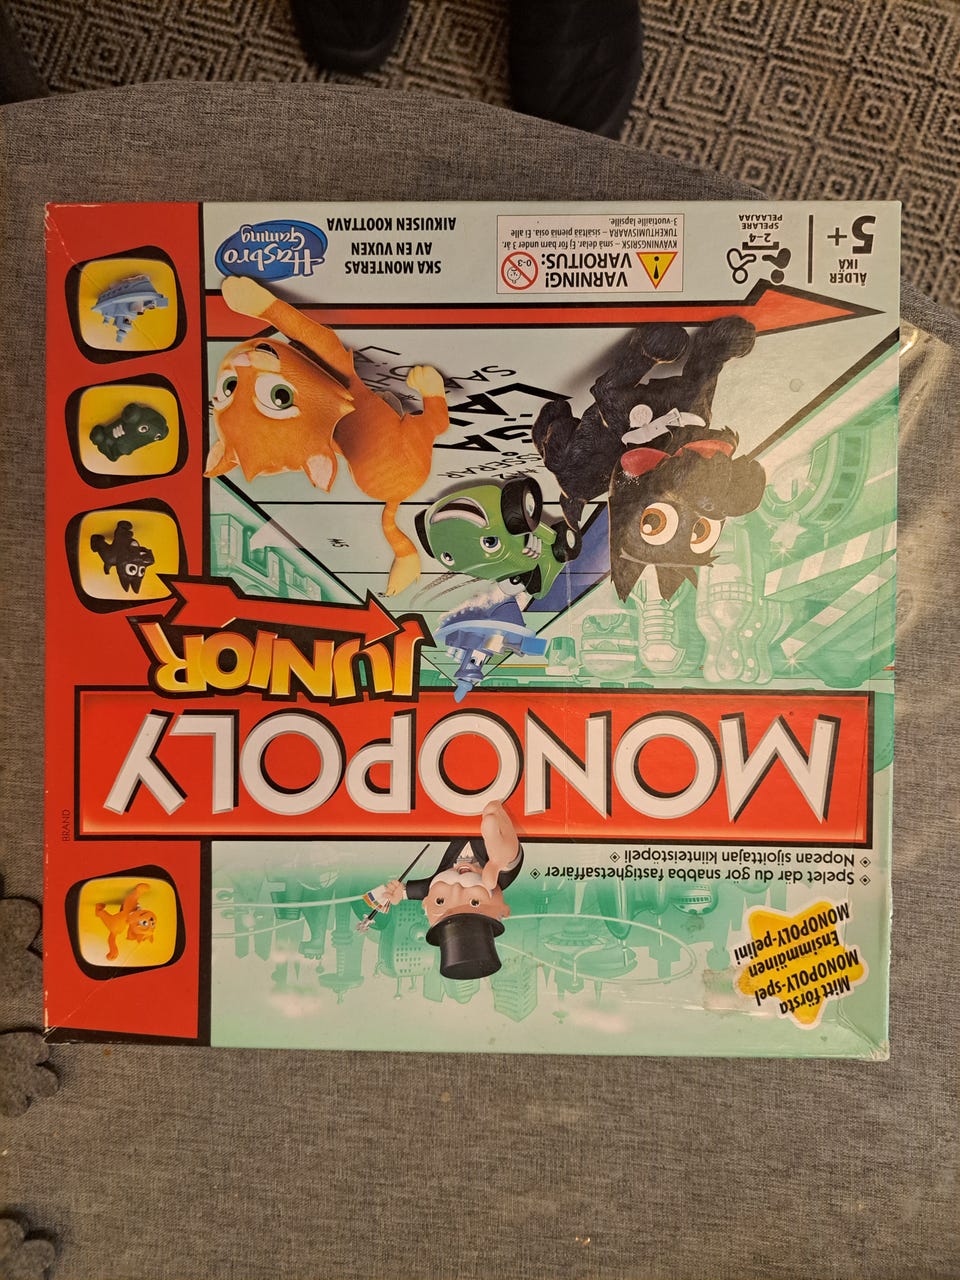 Mitt första
MONOPOLY-spel
Ensimmäinen
MONOPOLY-pelini
Spelet där du gör snabba fastighetsaffärer
Nopean sijoittajan kiinteistöpeli
BRAND
MONOPOLY
JUNIOR
ÅLDER
IKÄ
5+
2–4
SPELARE
PELAAJAA
VARNING!
VAROITUS:
0-3
KVÄVNINGSRISK – små delar. Ej för barn under 3 år.
TUKEHTUMISVAARA – sisältää pieniä osia. Ei alle
3-vuotiaille lapsille.
SKA MONTERAS
AV EN VUXEN
AIKUISEN KOOTTAVA
Hasbro
Gaming